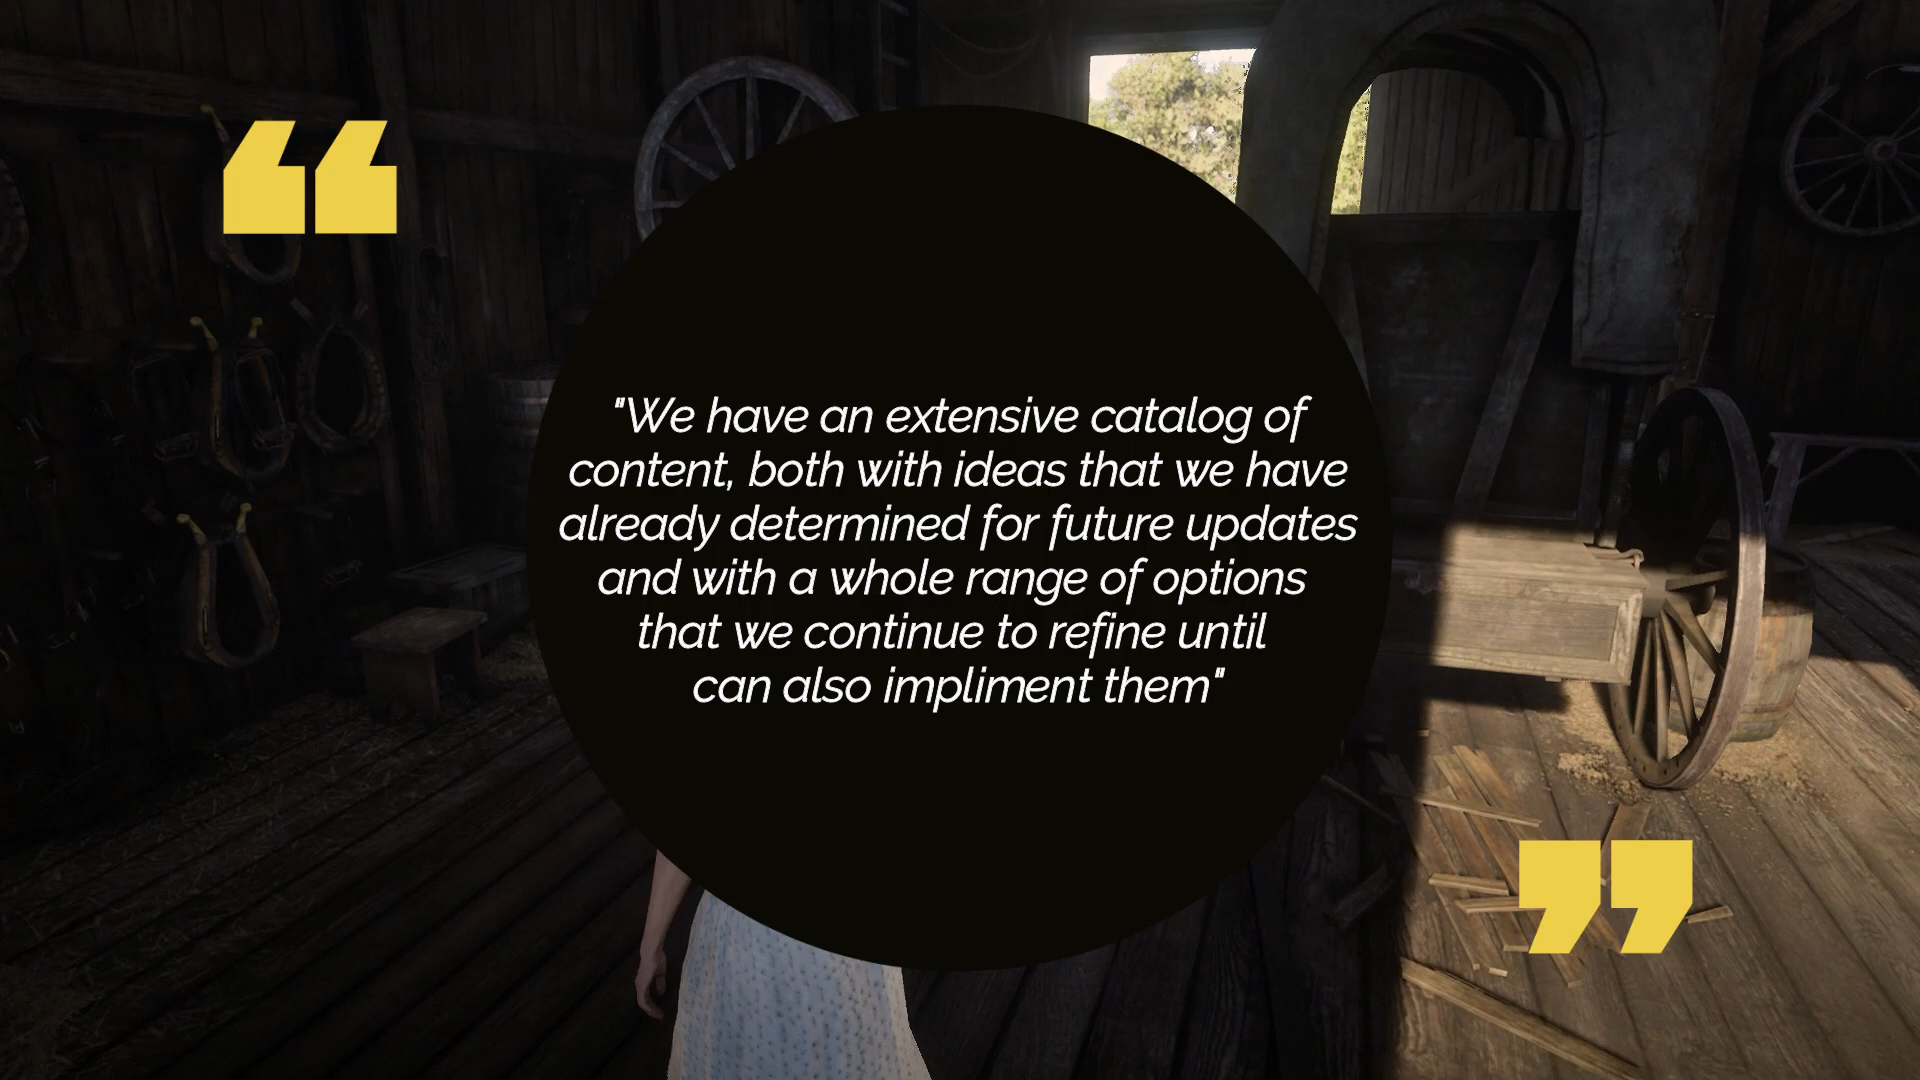 "We have an extensive catalog of
content, both with ideas that we have
already determined for future updates
and with a whole range of options
that we continue to refine until
can also impliment them"